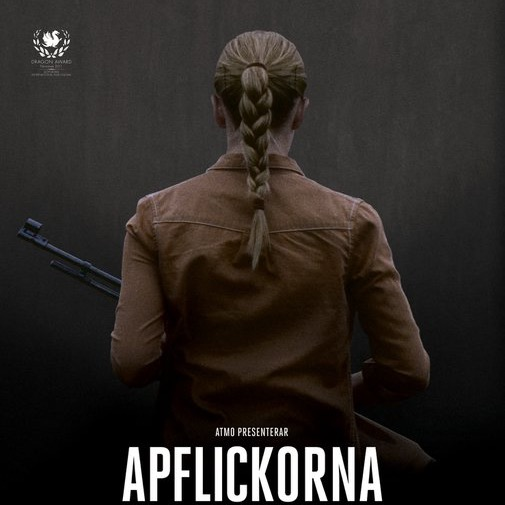 DRAGON AWARD
ATMO PRESENTERAR
APFLICKORNA